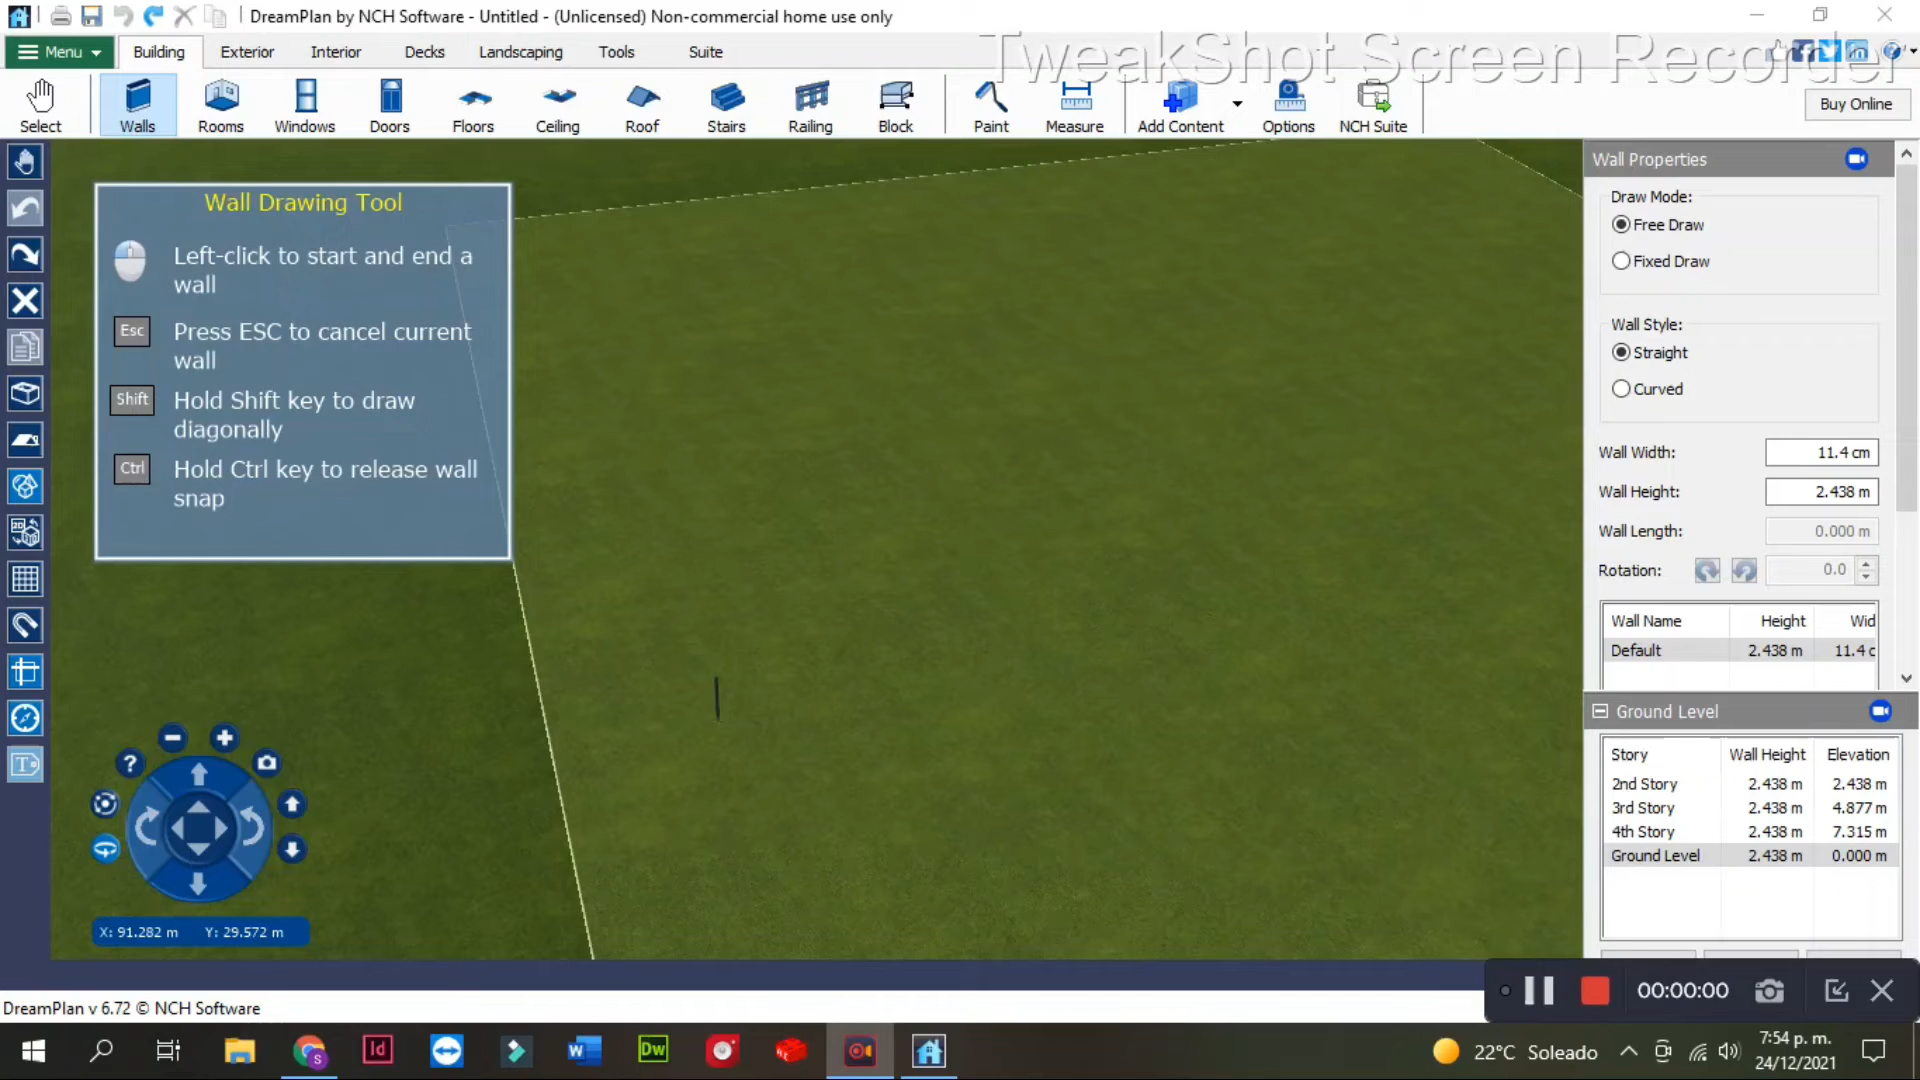 DreamPlan by NCH Software - Untitled - (Unlicensed) Non-commercial home use only
TweakShot Screen Recorder
Menu Building Exterior Interior Decks Landscaping Tools Suite
Select Walls Rooms Windows Doors Floors Ceiling Roof Stairs Railing Block Paint Measure Add Content Options NCH Suite Buy Online
Wall Drawing Tool
Left-click to start and end a
wall
Esc Press ESC to cancel current
wall
Shift Hold Shift key to draw
diagonally
Ctrl Hold Ctrl key to release wall
snap
X: 91.282 m Y: 29.572 m
Wall Properties
Draw Mode:
Free Draw
Fixed Draw
Wall Style:
Straight
Curved
Wall Width: 11.4 cm
Wall Height: 2.438 m
Wall Length: 0.000 m
Rotation: 0.0
Wall Name Height Wid
Default 2.438 m 11.4 c
Ground Level
Story Wall Height Elevation
2nd Story 2.438 m 2.438 m
3rd Story 2.438 m 4.877 m
4th Story 2.438 m 7.315 m
Ground Level 2.438 m 0.000 m
00:00:00
DreamPlan v 6.72 © NCH Software
S Id W Dw
22°C Soleado
7:54 p. m.
24/12/2021